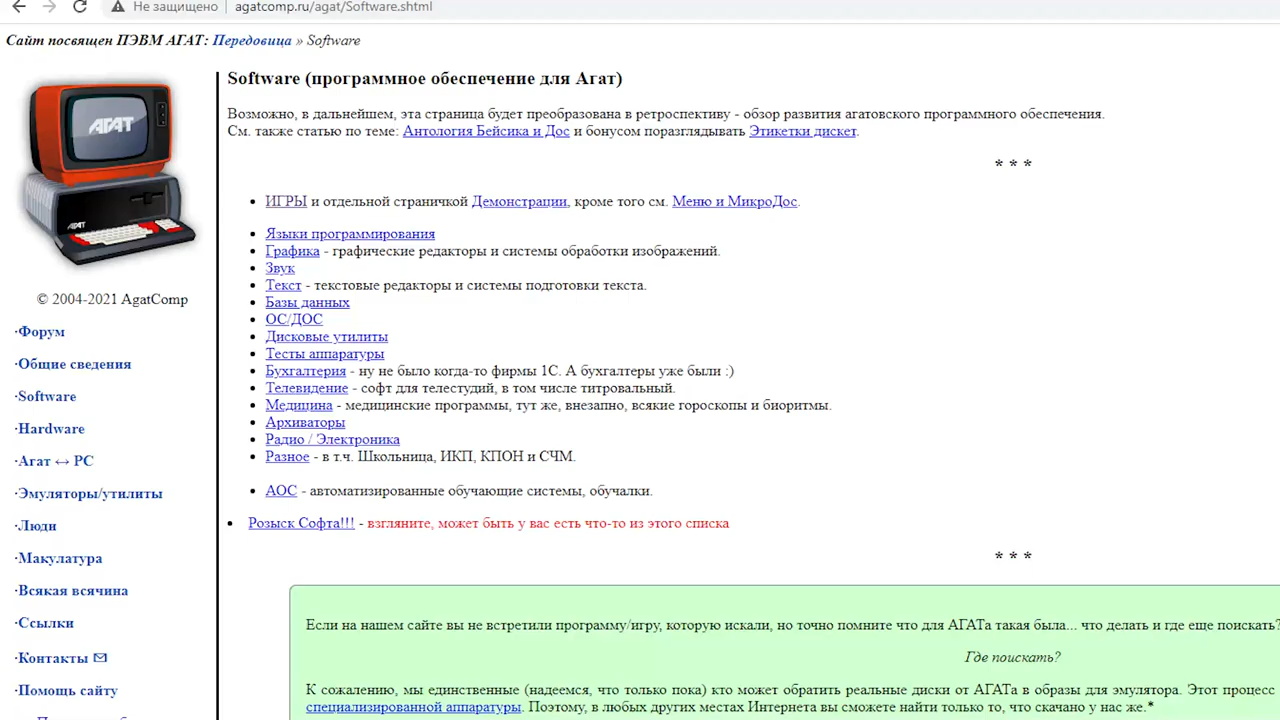 Не защищено | agatcomp.ru/agat/Software.shtml
Сайт посвящен ПЭВМ АГАТ: Передовица » Software
АГАТ
АГАТ
© 2004-2021 AgatComp
·Форум
·Общие сведения
·Software
·Hardware
·Агат ↔ PC
·Эмуляторы/утилиты
·Люди
·Макулатура
·Всякая всячина
·Ссылки
·Контакты
·Помощь сайту
Software (программное обеспечение для Агат)
Возможно, в дальнейшем, эта страница будет преобразована в ретроспективу - обзор развития агатовского программного обеспечения.
См. также статью по теме: Антология Бейсика и Дос и бонусом поразглядывать Этикетки дискет.
* * *
• ИГРЫ и отдельной страничкой Демонстрации, кроме того см. Меню и МикроДос.
• Языки программирования
• Графика - графические редакторы и системы обработки изображений.
• Звук
• Текст - текстовые редакторы и системы подготовки текста.
• Базы данных
• ОС/ДОС
• Дисковые утилиты
• Тесты аппаратуры
• Бухгалтерия - ну не было когда-то фирмы 1С. А бухгалтеры уже были :)
• Телевидение - софт для телестудий, в том числе титровальный.
• Медицина - медицинские программы, тут же, внезапно, всякие гороскопы и биоритмы.
• Архиваторы
• Радио / Электроника
• Разное - в т.ч. Школьница, ИКП, КПОН и СЧМ.
• АОС - автоматизированные обучающие системы, обучалки.
• Розыск Софта!!! - взгляните, может быть у вас есть что-то из этого списка
* * *
Если на нашем сайте вы не встретили программу/игру, которую искали, но точно помните что для АГАТа такая была... что делать и где еще поискать?
Где поискать?
К сожалению, мы единственные (надеемся, что только пока) кто может обратить реальные диски от АГАТа в образы для эмулятора. Этот процесс
специализированной аппаратуры. Поэтому, в любых других местах Интернета вы сможете найти только то, что скачано у нас же.*